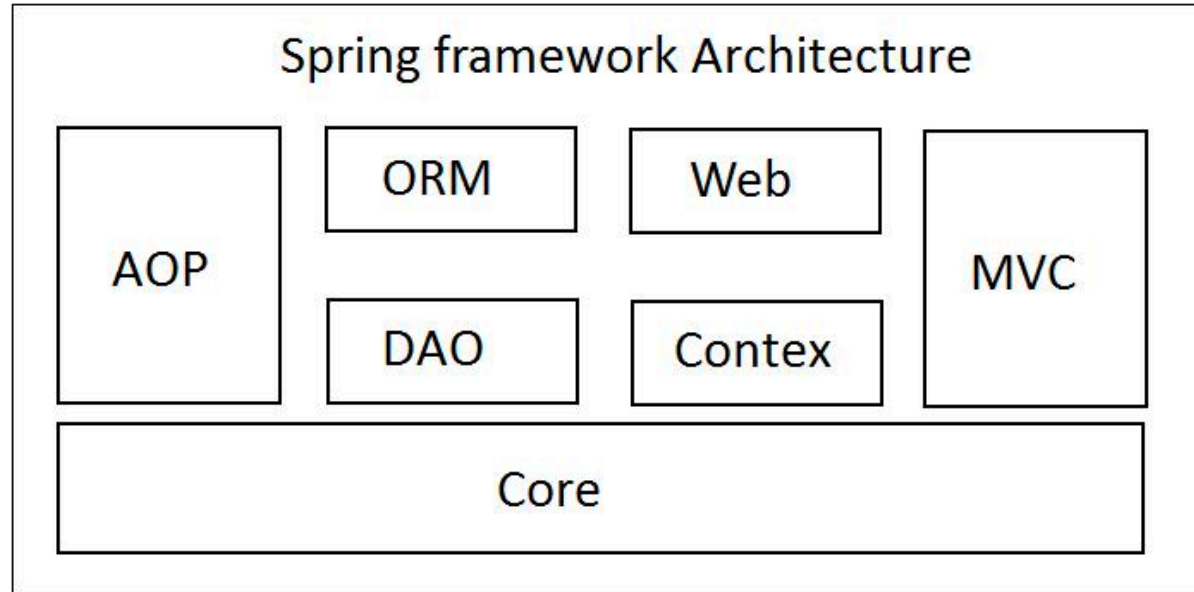 Spring framework Architecture
AOP
ORM
Web
MVC
DAO
Contex
Core